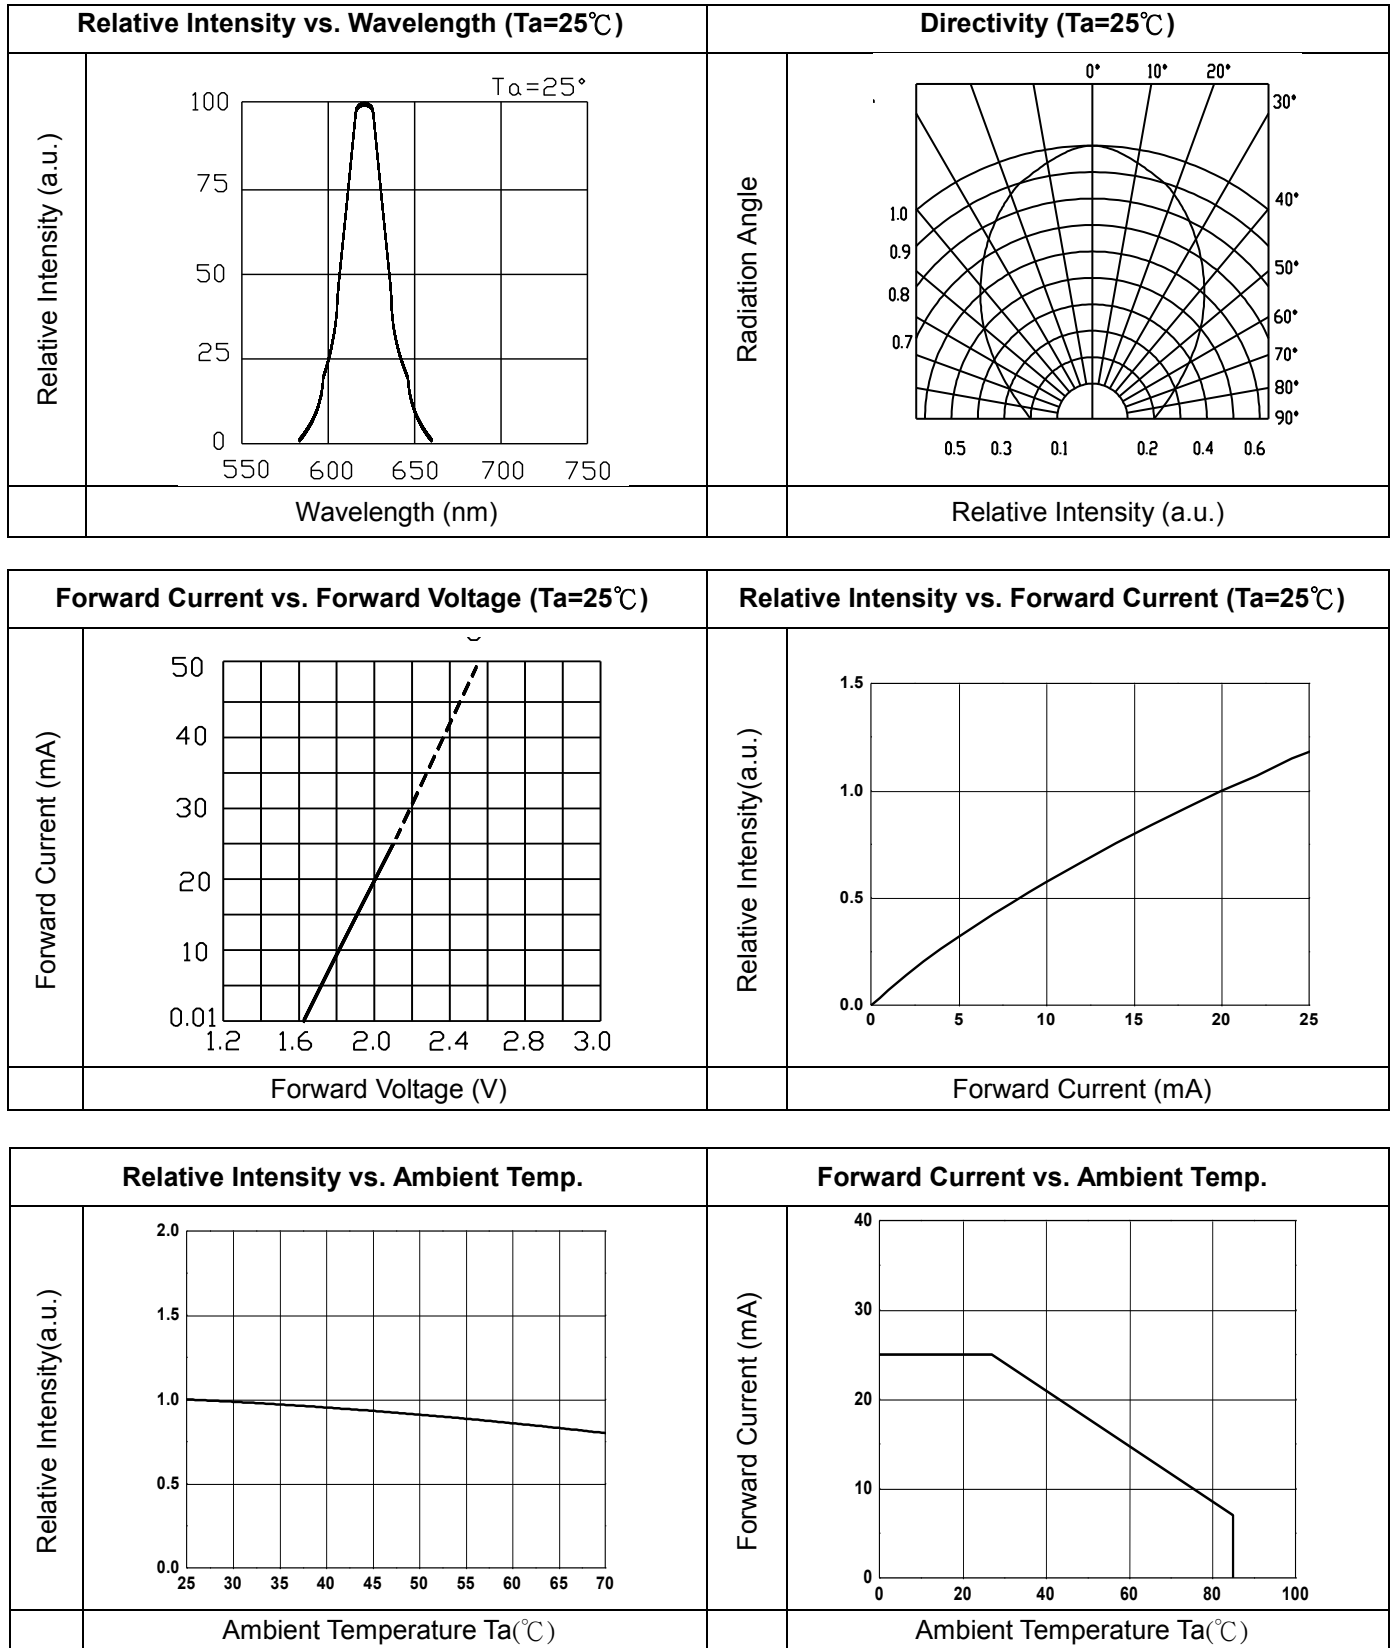 Relative Intensity vs. Wavelength (Ta=25℃)
Directivity (Ta=25℃)
Relative Intensity (a.u.)
Ta=25°
100
75
50
25
0
550 600 650 700 750
Wavelength (nm)
Radiation Angle
0° 10° 20°
30°
40°
50°
60°
70°
80°
90°
1.0
0.9
0.8
0.7
0.5 0.3 0.1 0.2 0.4 0.6
Relative Intensity (a.u.)
Forward Current vs. Forward Voltage (Ta=25℃)
Relative Intensity vs. Forward Current (Ta=25℃)
Forward Current (mA)
50
40
30
20
10
0.01
1.2 1.6 2.0 2.4 2.8 3.0
Forward Voltage (V)
Relative Intensity(a.u.)
1.5
1.0
0.5
0.0
0 5 10 15 20 25
Forward Current (mA)
Relative Intensity vs. Ambient Temp.
Forward Current vs. Ambient Temp.
Relative Intensity(a.u.)
2.0
1.5
1.0
0.5
0.0
25 30 35 40 45 50 55 60 65 70
Ambient Temperature Ta(℃)
Forward Current (mA)
40
30
20
10
0
0 20 40 60 80 100
Ambient Temperature Ta(℃)